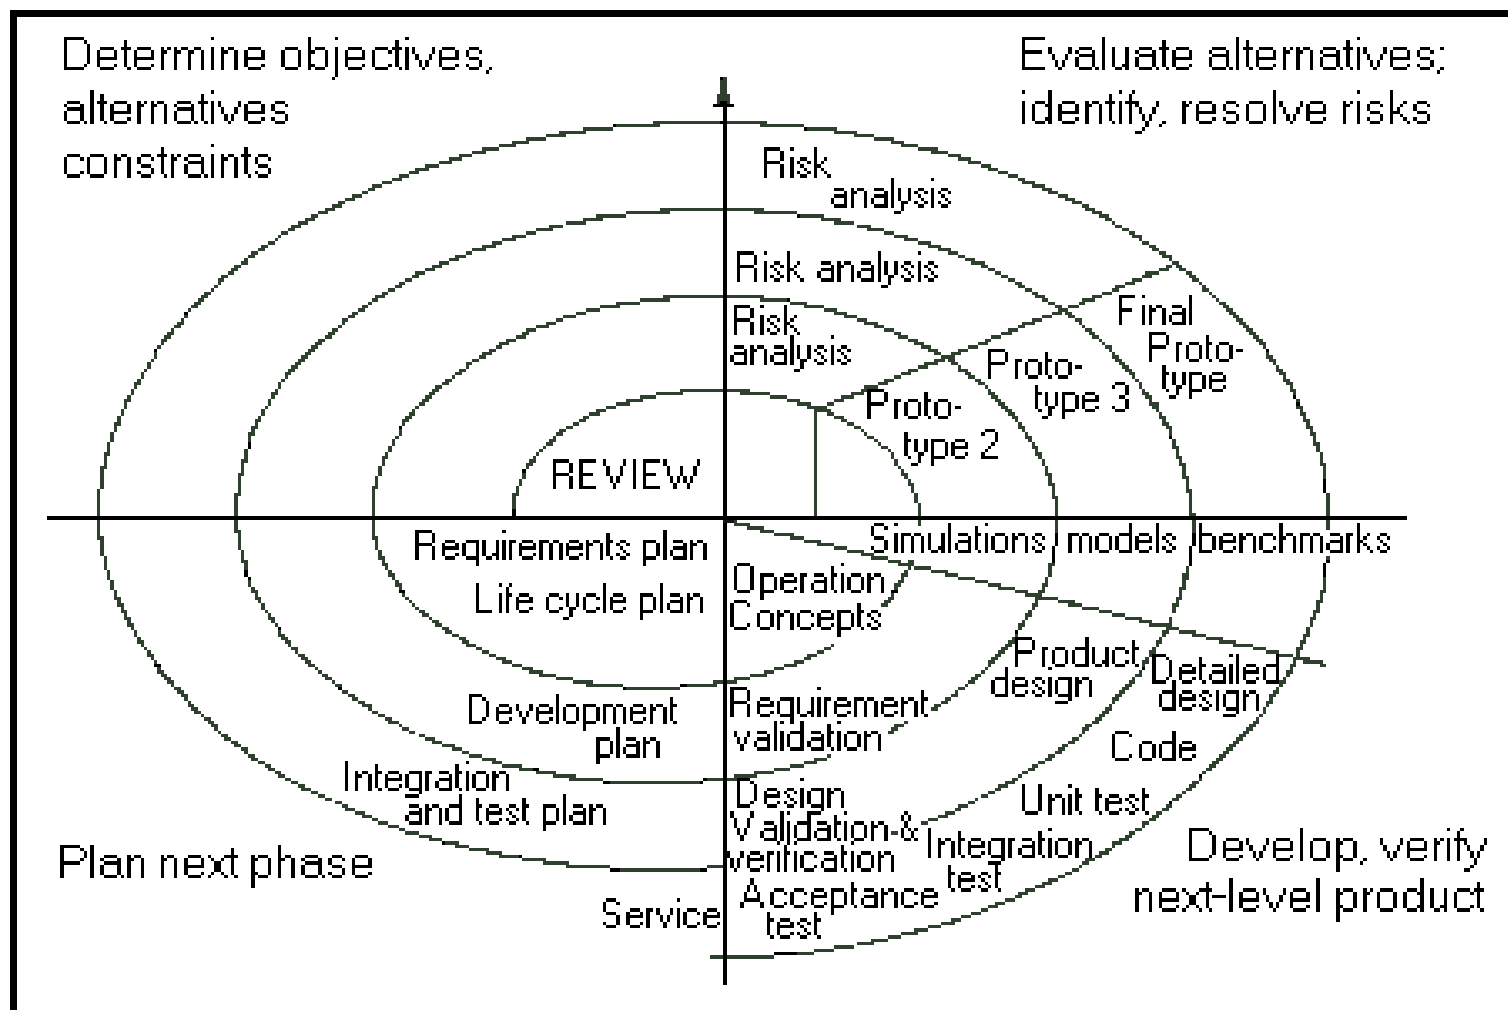 Determine objectives,
alternatives
constraints
Evaluate alternatives;
identify, resolve risks
Risk
analysis
Risk analysis
Risk
analysis
Final
Proto-
type
Proto-
type 3
Proto-
type 2
REVIEW
Requirements plan
Life cycle plan
Simulations models benchmarks
Operation
Concepts
Product
design
Detailed
design
Development
plan
Requirement
validation
Code
Integration
and test plan
Design
Validation &
verification
Unit test
Integration
test
Acceptance
test
Service
Plan next phase
Develop, verify
next-level product